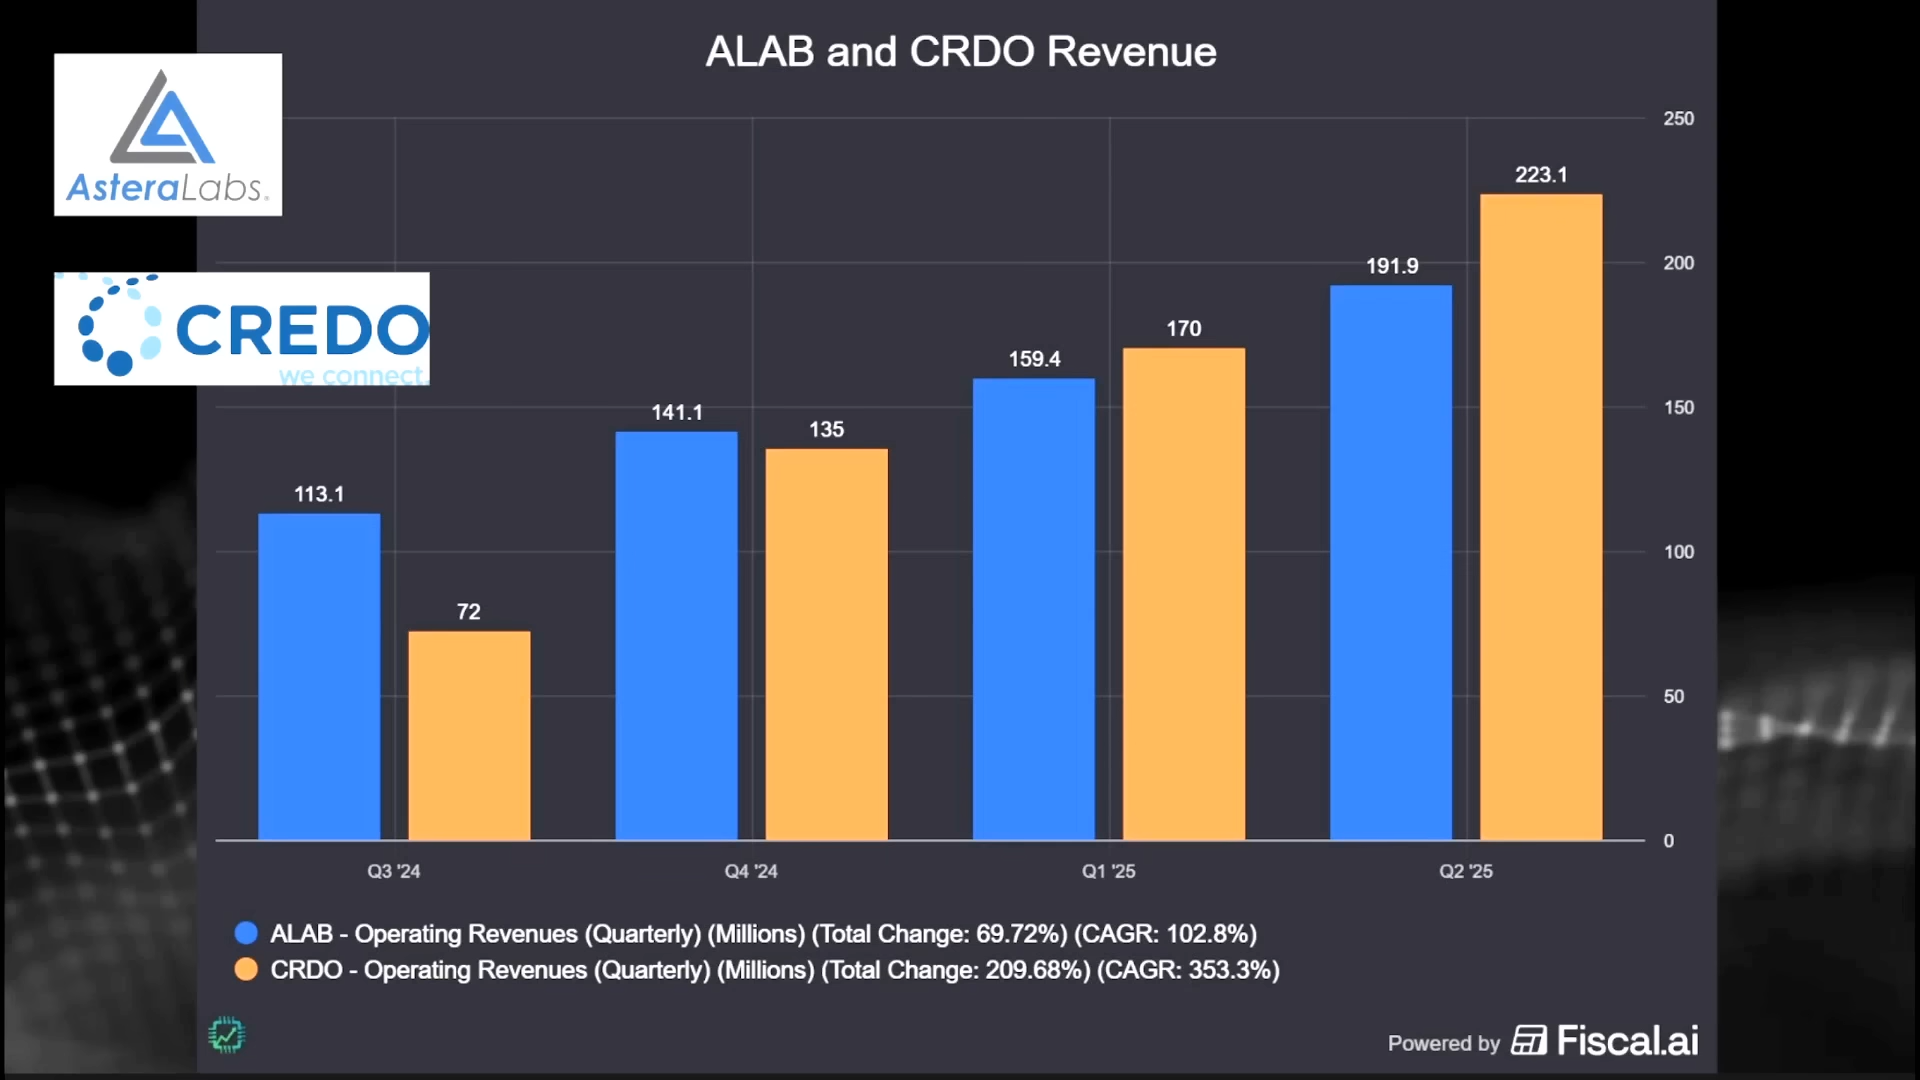 ALAB and CRDO Revenue
AsteraLabs.
CREDO
we connect.
250
200
150
100
50
0
113.1
72
141.1
135
159.4
170
191.9
223.1
Q3 '24
Q4 '24
Q1 '25
Q2 '25
ALAB - Operating Revenues (Quarterly) (Millions) (Total Change: 69.72%) (CAGR: 102.8%)
CRDO - Operating Revenues (Quarterly) (Millions) (Total Change: 209.68%) (CAGR: 353.3%)
Powered by Fiscal.ai